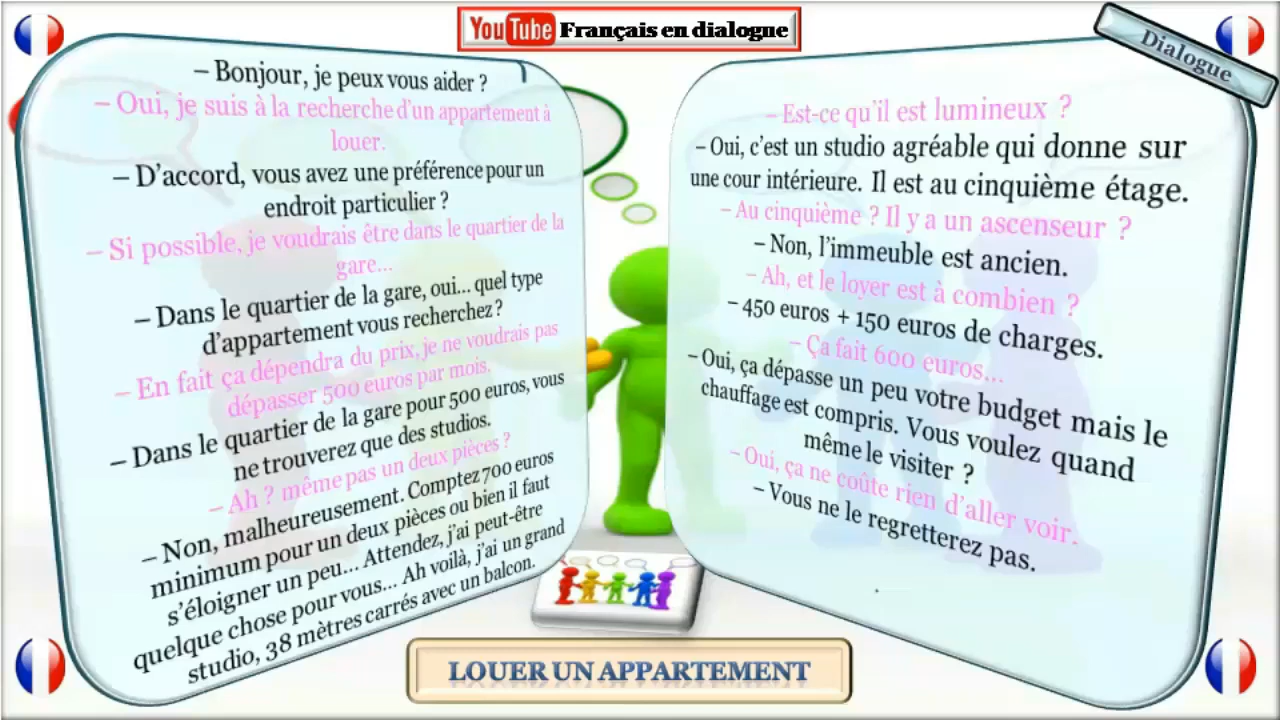 YouTube Français en dialogue
Dialogue
– Bonjour, je peux vous aider ?
– Oui, je suis à la recherche d'un appartement à
louer.
– D'accord, vous avez une préférence pour un
endroit particulier ?
– Si possible, je voudrais être dans le quartier de la
gare...
– Dans le quartier de la gare, oui... quel type
d'appartement vous recherchez ?
– En fait ça dépendra du prix, je ne voudrais pas
dépasser 500 euros par mois.
– Dans le quartier de la gare pour 500 euros, vous
ne trouverez que des studios.
– Ah ? même pas un deux pièces ?
– Non, malheureusement. Comptez 700 euros
minimum pour un deux pièces ou bien il faut
s'éloigner un peu... Attendez, j'ai peut-être
quelque chose pour vous... Ah voilà, j'ai un grand
studio, 38 mètres carrés avec un balcon.
– Est-ce qu'il est lumineux ?
– Oui, c'est un studio agréable qui donne sur
une cour intérieure. Il est au cinquième étage.
– Au cinquième ? Il y a un ascenseur ?
– Non, l'immeuble est ancien.
– Ah, et le loyer est à combien ?
– 450 euros + 150 euros de charges.
– Ça fait 600 euros...
– Oui, ça dépasse un peu votre budget mais le
chauffage est compris. Vous voulez quand
même le visiter ?
– Oui, ça ne coûte rien d'aller voir.
– Vous ne le regretterez pas.
LOUER UN APPARTEMENT